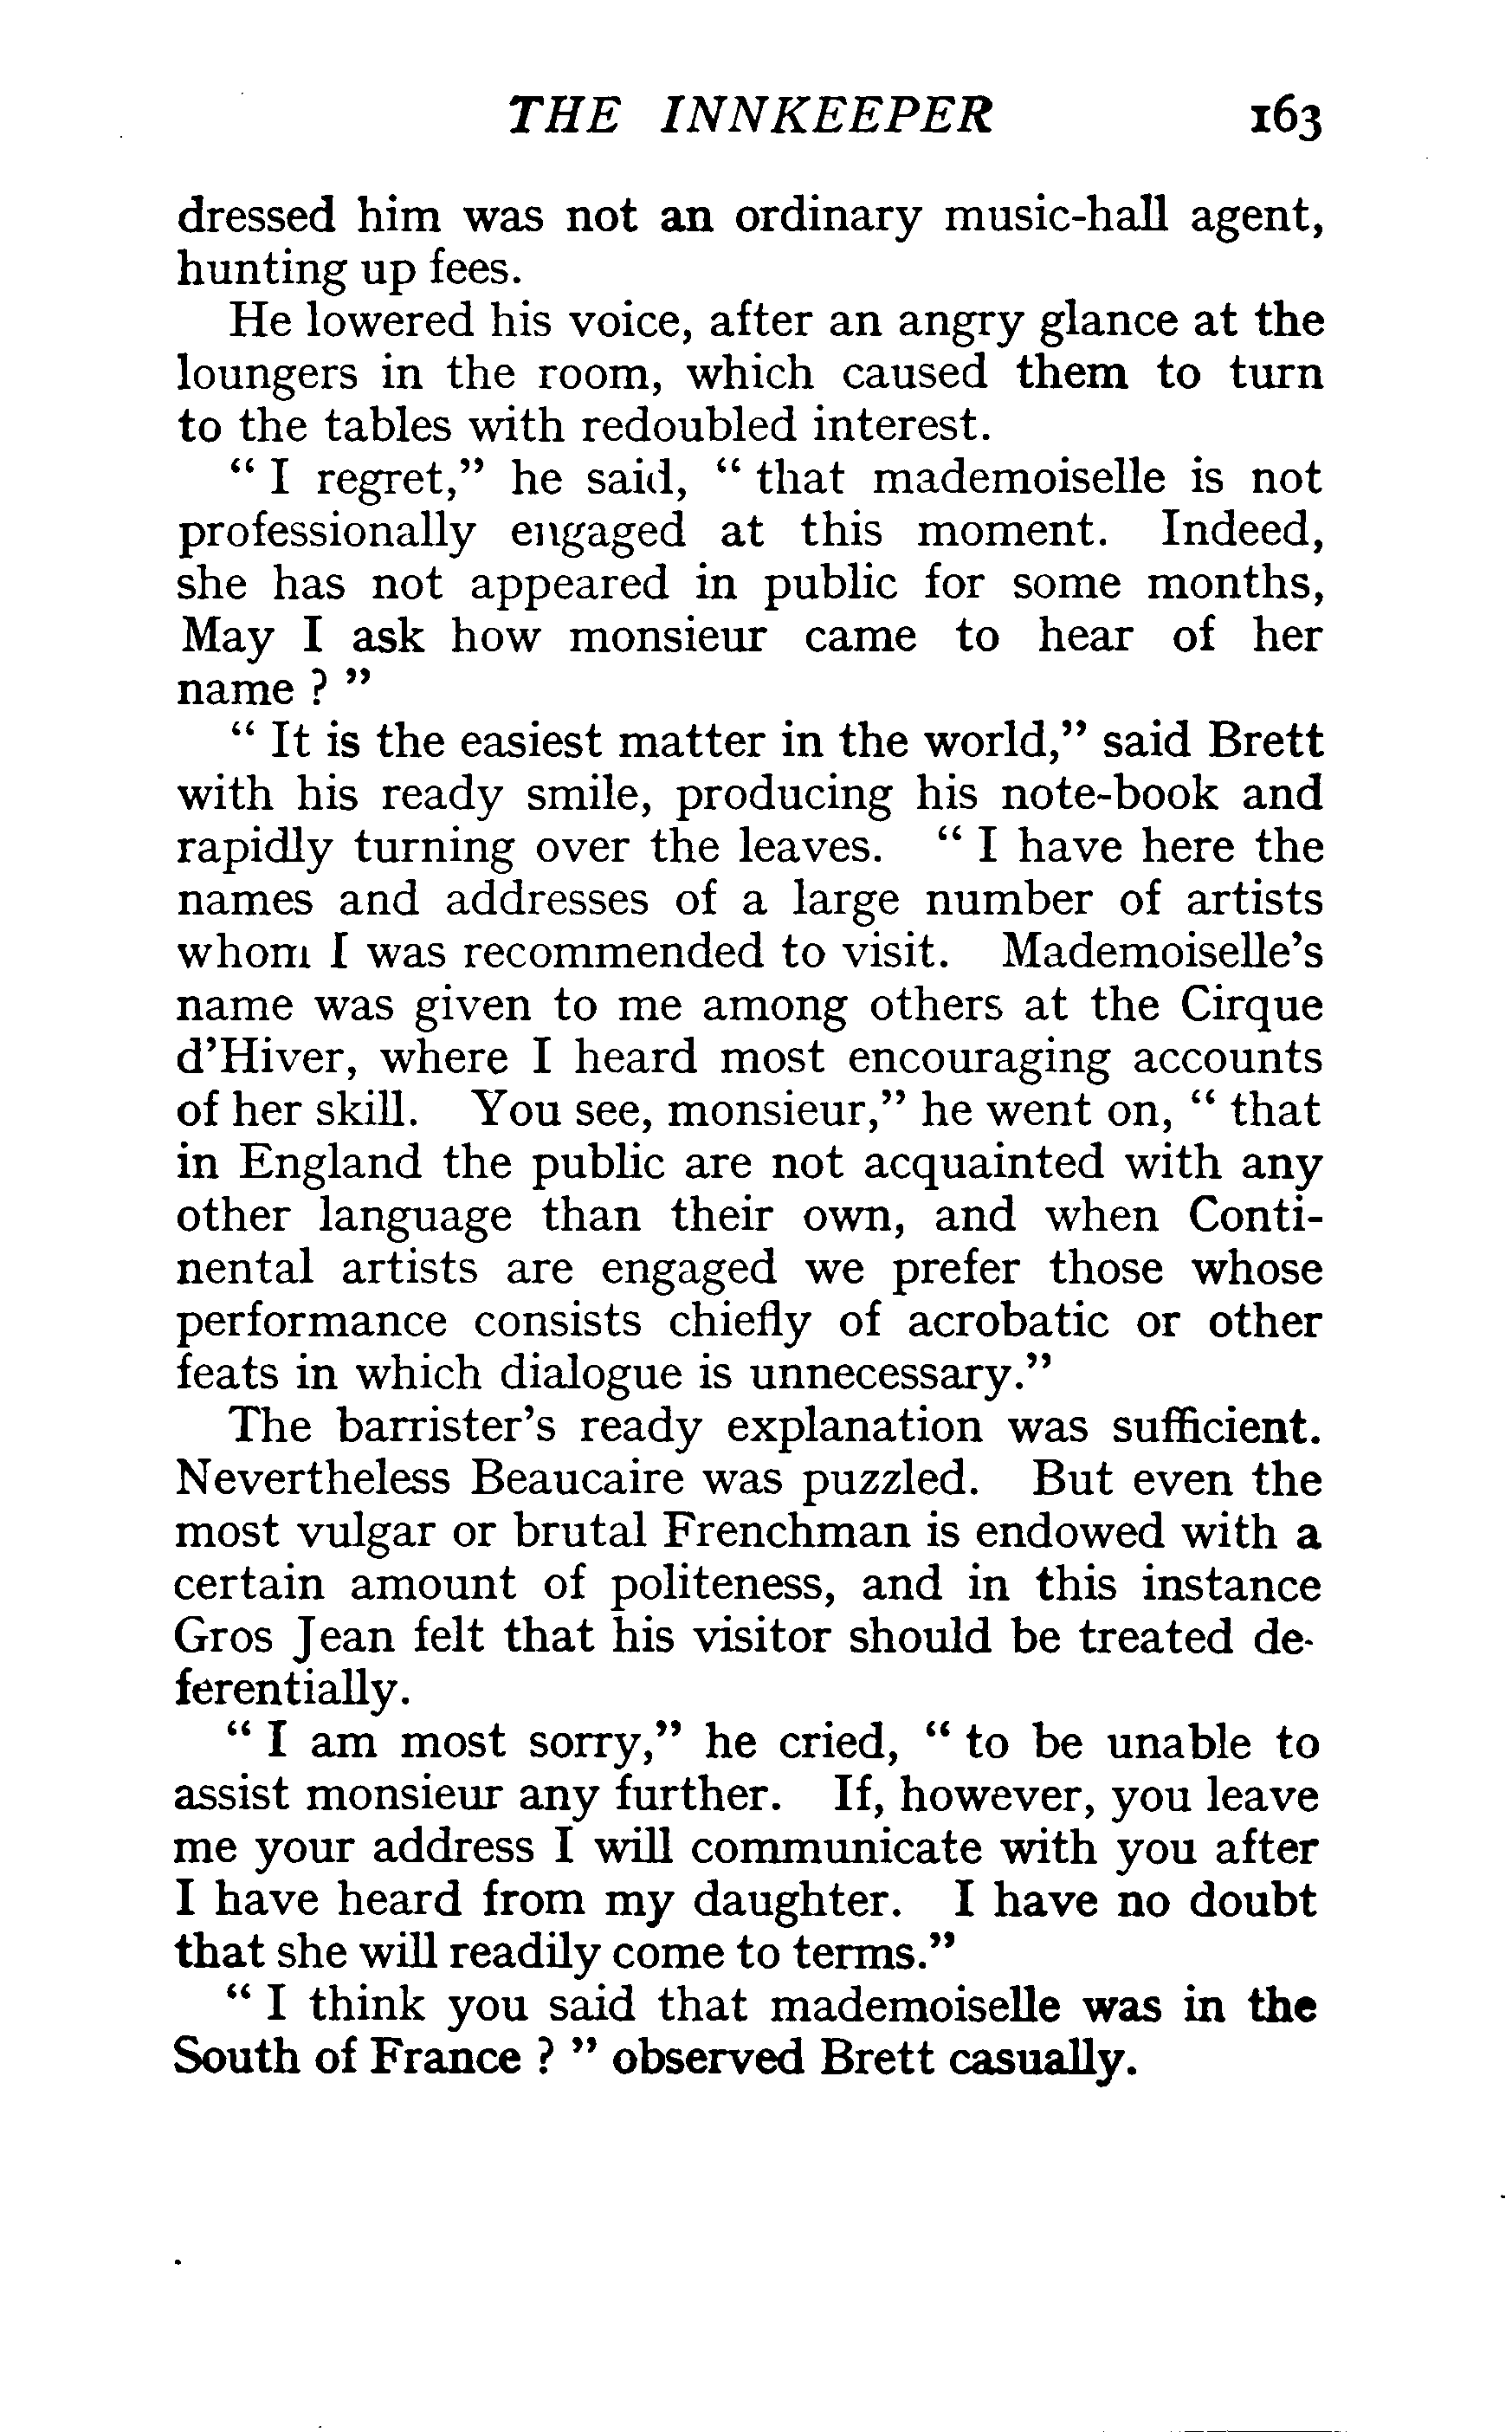 THE INNKEEPER 163
dressed him was not an ordinary music-hall agent,
hunting up fees.
He lowered his voice, after an angry glance at the
loungers in the room, which caused them to turn
to the tables with redoubled interest.
“ I regret,” he said, “ that mademoiselle is not
professionally engaged at this moment. Indeed,
she has not appeared in public for some months,
May I ask how monsieur came to hear of her
name ? ”
“ It is the easiest matter in the world,” said Brett
with his ready smile, producing his note-book and
rapidly turning over the leaves. “ I have here the
names and addresses of a large number of artists
whom I was recommended to visit. Mademoiselle’s
name was given to me among others at the Cirque
d’Hiver, where I heard most encouraging accounts
of her skill. You see, monsieur,” he went on, “ that
in England the public are not acquainted with any
other language than their own, and when Conti-
nental artists are engaged we prefer those whose
performance consists chiefly of acrobatic or other
feats in which dialogue is unnecessary.”
The barrister’s ready explanation was sufficient.
Nevertheless Beaucaire was puzzled. But even the
most vulgar or brutal Frenchman is endowed with a
certain amount of politeness, and in this instance
Gros Jean felt that his visitor should be treated de-
ferentially.
“ I am most sorry,” he cried, “ to be unable to
assist monsieur any further. If, however, you leave
me your address I will communicate with you after
I have heard from my daughter. I have no doubt
that she will readily come to terms.”
“ I think you said that mademoiselle was in the
South of France ? ” observed Brett casually.